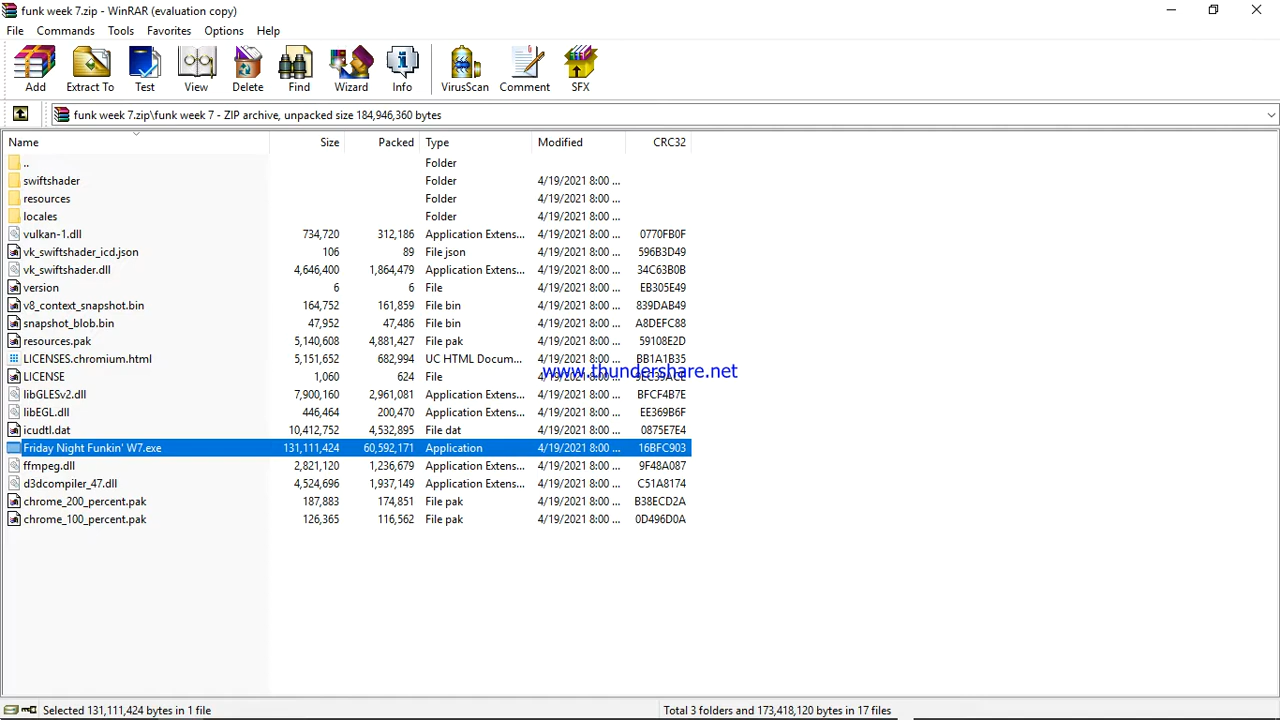 funk week 7.zip - WinRAR (evaluation copy)
File Commands Tools Favorites Options Help
Add Extract To Test View Delete Find Wizard Info VirusScan Comment SFX
funk week 7.zip\funk week 7 - ZIP archive, unpacked size 184,946,360 bytes
Name Size Packed Type Modified CRC32
.. Folder
swiftshader Folder 4/19/2021 8:00 ...
resources Folder 4/19/2021 8:00 ...
locales Folder 4/19/2021 8:00 ...
vulkan-1.dll 734,720 312,186 Application Extens... 4/19/2021 8:00 ... 0770FB0F
vk_swiftshader_icd.json 106 89 File json 4/19/2021 8:00 ... 596B3D49
vk_swiftshader.dll 4,646,400 1,864,479 Application Extens... 4/19/2021 8:00 ... 34C63B0B
version 6 6 File 4/19/2021 8:00 ... EB305E49
v8_context_snapshot.bin 164,752 161,859 File bin 4/19/2021 8:00 ... 839DAB49
snapshot_blob.bin 47,952 47,486 File bin 4/19/2021 8:00 ... A8DEFC88
resources.pak 5,140,608 4,881,427 File pak 4/19/2021 8:00 ... 59108E2D
LICENSES.chromium.html 5,151,652 682,994 UC HTML Docum... 4/19/2021 8:00 ... BB1A1B35
www.thundershare.net
LICENSE 1,060 624 File 4/19/2021 8:00 ...
libGLESv2.dll 7,900,160 2,961,081 Application Extens... 4/19/2021 8:00 ... BFCF4B7E
libEGL.dll 446,464 200,470 Application Extens... 4/19/2021 8:00 ... EE369B6F
icudtl.dat 10,412,752 4,532,895 File dat 4/19/2021 8:00 ... 0875E7E4
Friday Night Funkin' W7.exe 131,111,424 60,592,171 Application 4/19/2021 8:00 ... 16BFC903
ffmpeg.dll 2,821,120 1,236,679 Application Extens... 4/19/2021 8:00 ... 9F48A087
d3dcompiler_47.dll 4,524,696 1,937,149 Application Extens... 4/19/2021 8:00 ... C51A8174
chrome_200_percent.pak 187,883 174,851 File pak 4/19/2021 8:00 ... B38ECD2A
chrome_100_percent.pak 126,365 116,562 File pak 4/19/2021 8:00 ... 0D496D0A
Selected 131,111,424 bytes in 1 file Total 3 folders and 173,418,120 bytes in 17 files